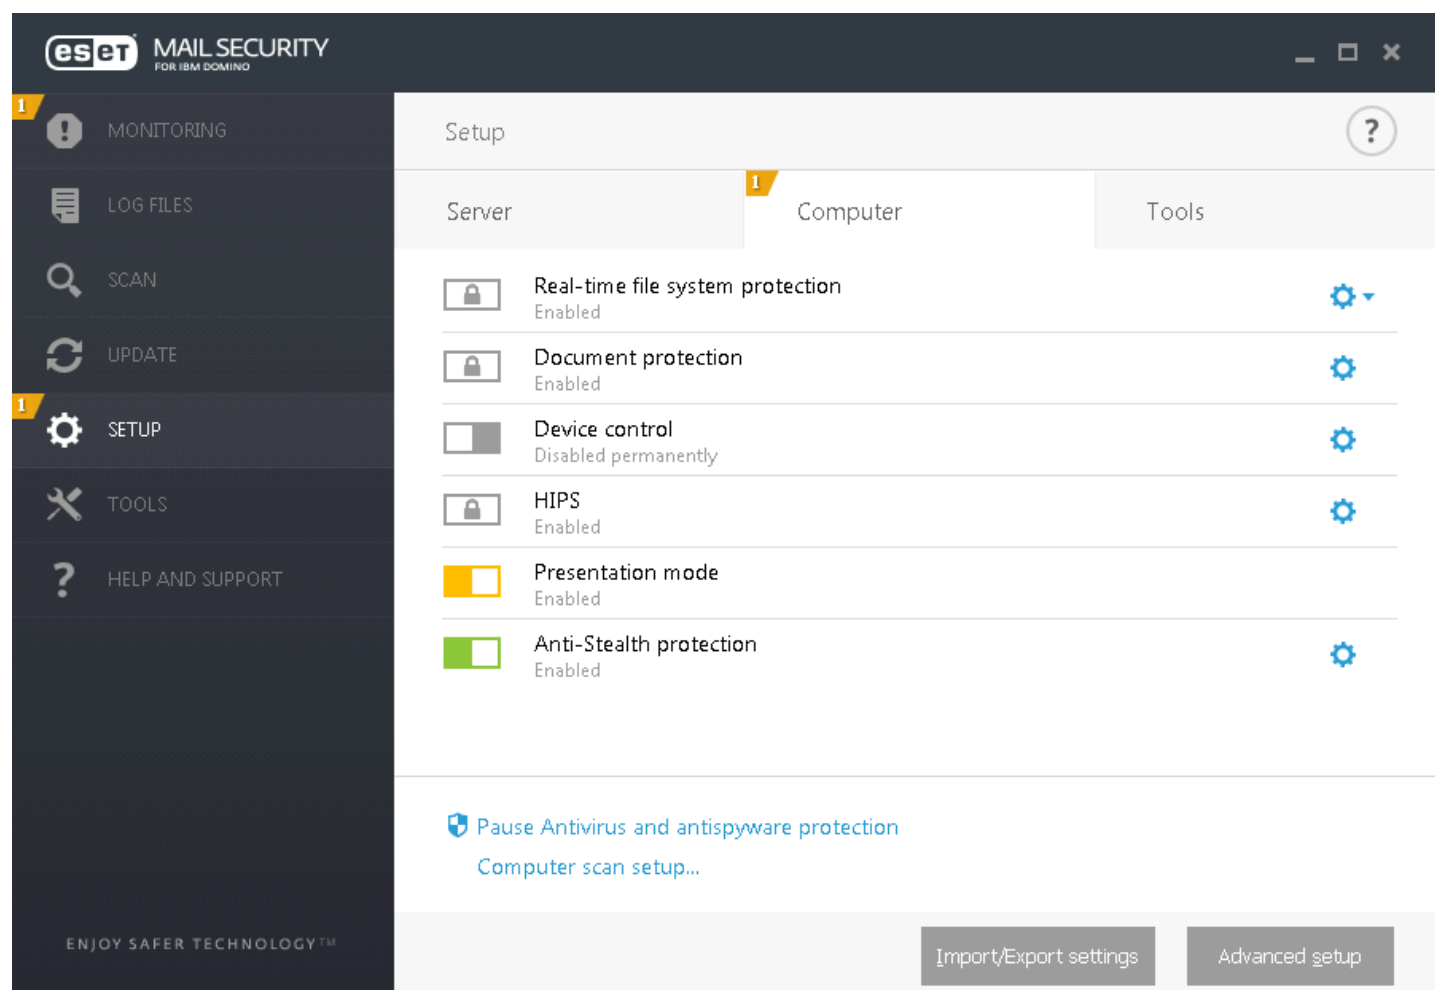 eset MAIL SECURITY
FOR IBM DOMINO
1
MONITORING
LOG FILES
SCAN
UPDATE
1
SETUP
TOOLS
? HELP AND SUPPORT
ENJOY SAFER TECHNOLOGY™
Setup
?
Server
1
Computer
Tools
Real-time file system protection
Enabled
Document protection
Enabled
Device control
Disabled permanently
HIPS
Enabled
Presentation mode
Enabled
Anti-Stealth protection
Enabled
Pause Antivirus and antispyware protection
Computer scan setup...
Import/Export settings
Advanced setup